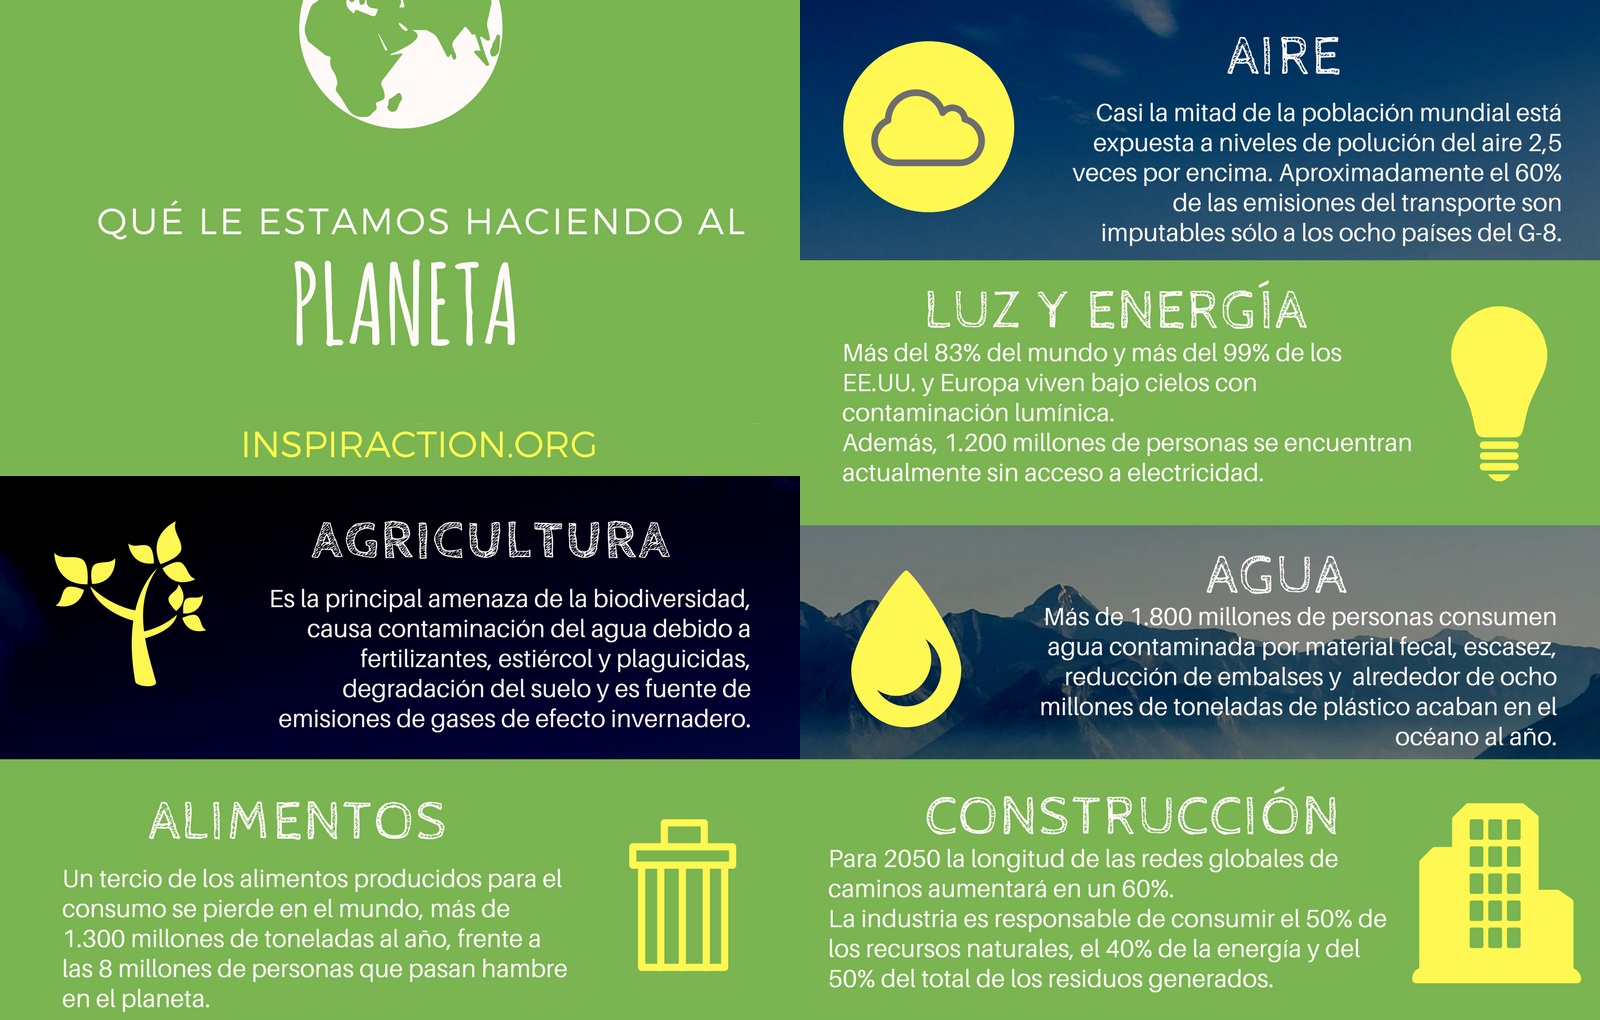 QUÉ LE ESTAMOS HACIENDO AL
PLANETA
INSPIRACTION.ORG
AGRICULTURA
Es la principal amenaza de la biodiversidad,
causa contaminación del agua debido a
fertilizantes, estiércol y plaguicidas,
degradación del suelo y es fuente de
emisiones de gases de efecto invernadero.
ALIMENTOS
Un tercio de los alimentos producidos para el
consumo se pierde en el mundo, más de
1.300 millones de toneladas al año, frente a
las 8 millones de personas que pasan hambre
en el planeta.
AIRE
Casi la mitad de la población mundial está
expuesta a niveles de polución del aire 2,5
veces por encima. Aproximadamente el 60%
de las emisiones del transporte son
imputables sólo a los ocho países del G-8.
LUZ Y ENERGÍA
Más del 83% del mundo y más del 99% de los
EE.UU. y Europa viven bajo cielos con
contaminación lumínica.
Además, 1.200 millones de personas se encuentran
actualmente sin acceso a electricidad.
AGUA
Más de 1.800 millones de personas consumen
agua contaminada por material fecal, escasez,
reducción de embalses y  alrededor de ocho
millones de toneladas de plástico acaban en el
océano al año.
CONSTRUCCIÓN
Para 2050 la longitud de las redes globales de
caminos aumentará en un 60%.
La industria es responsable de consumir el 50% de
los recursos naturales, el 40% de la energía y del
50% del total de los residuos generados.